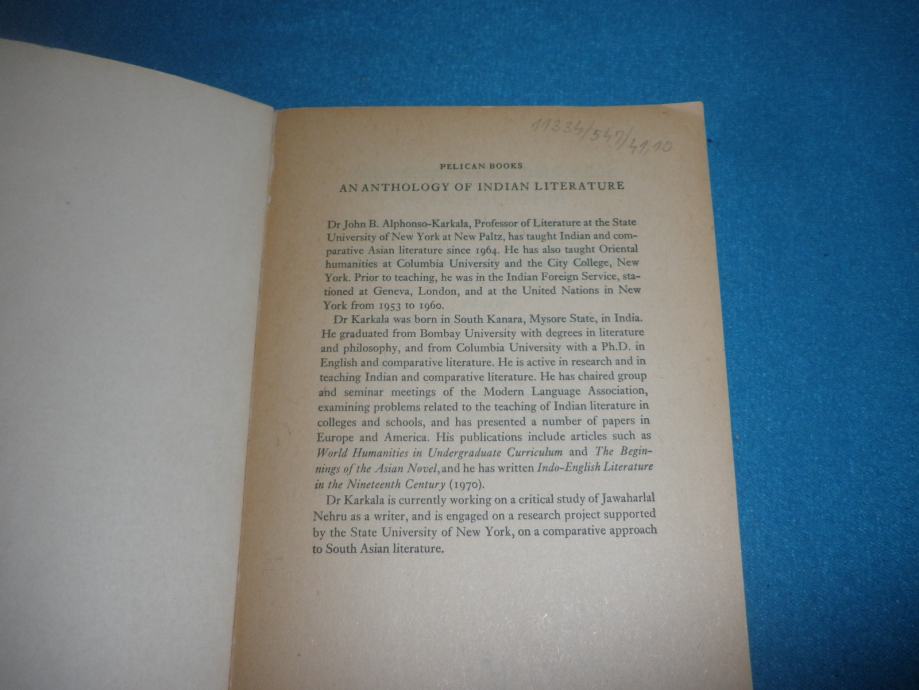 11334/547/41,10
PELICAN BOOKS
AN ANTHOLOGY OF INDIAN LITERATURE
Dr John B. Alphonso-Karkala, Professor of Literature at the State
University of New York at New Paltz, has taught Indian and com-
parative Asian literature since 1964. He has also taught Oriental
humanities at Columbia University and the City College, New
York. Prior to teaching, he was in the Indian Foreign Service, sta-
tioned at Geneva, London, and at the United Nations in New
York from 1953 to 1960.
Dr Karkala was born in South Kanara, Mysore State, in India.
He graduated from Bombay University with degrees in literature
and philosophy, and from Columbia University with a Ph.D. in
English and comparative literature. He is active in research and in
teaching Indian and comparative literature. He has chaired group
and seminar meetings of the Modern Language Association,
examining problems related to the teaching of Indian literature in
colleges and schools, and has presented a number of papers in
Europe and America. His publications include articles such as
World Humanities in Undergraduate Curriculum and The Begin-
nings of the Asian Novel, and he has written Indo-English Literature
in the Nineteenth Century (1970).
Dr Karkala is currently working on a critical study of Jawaharlal
Nehru as a writer, and is engaged on a research project supported
by the State University of New York, on a comparative approach
to South Asian literature.